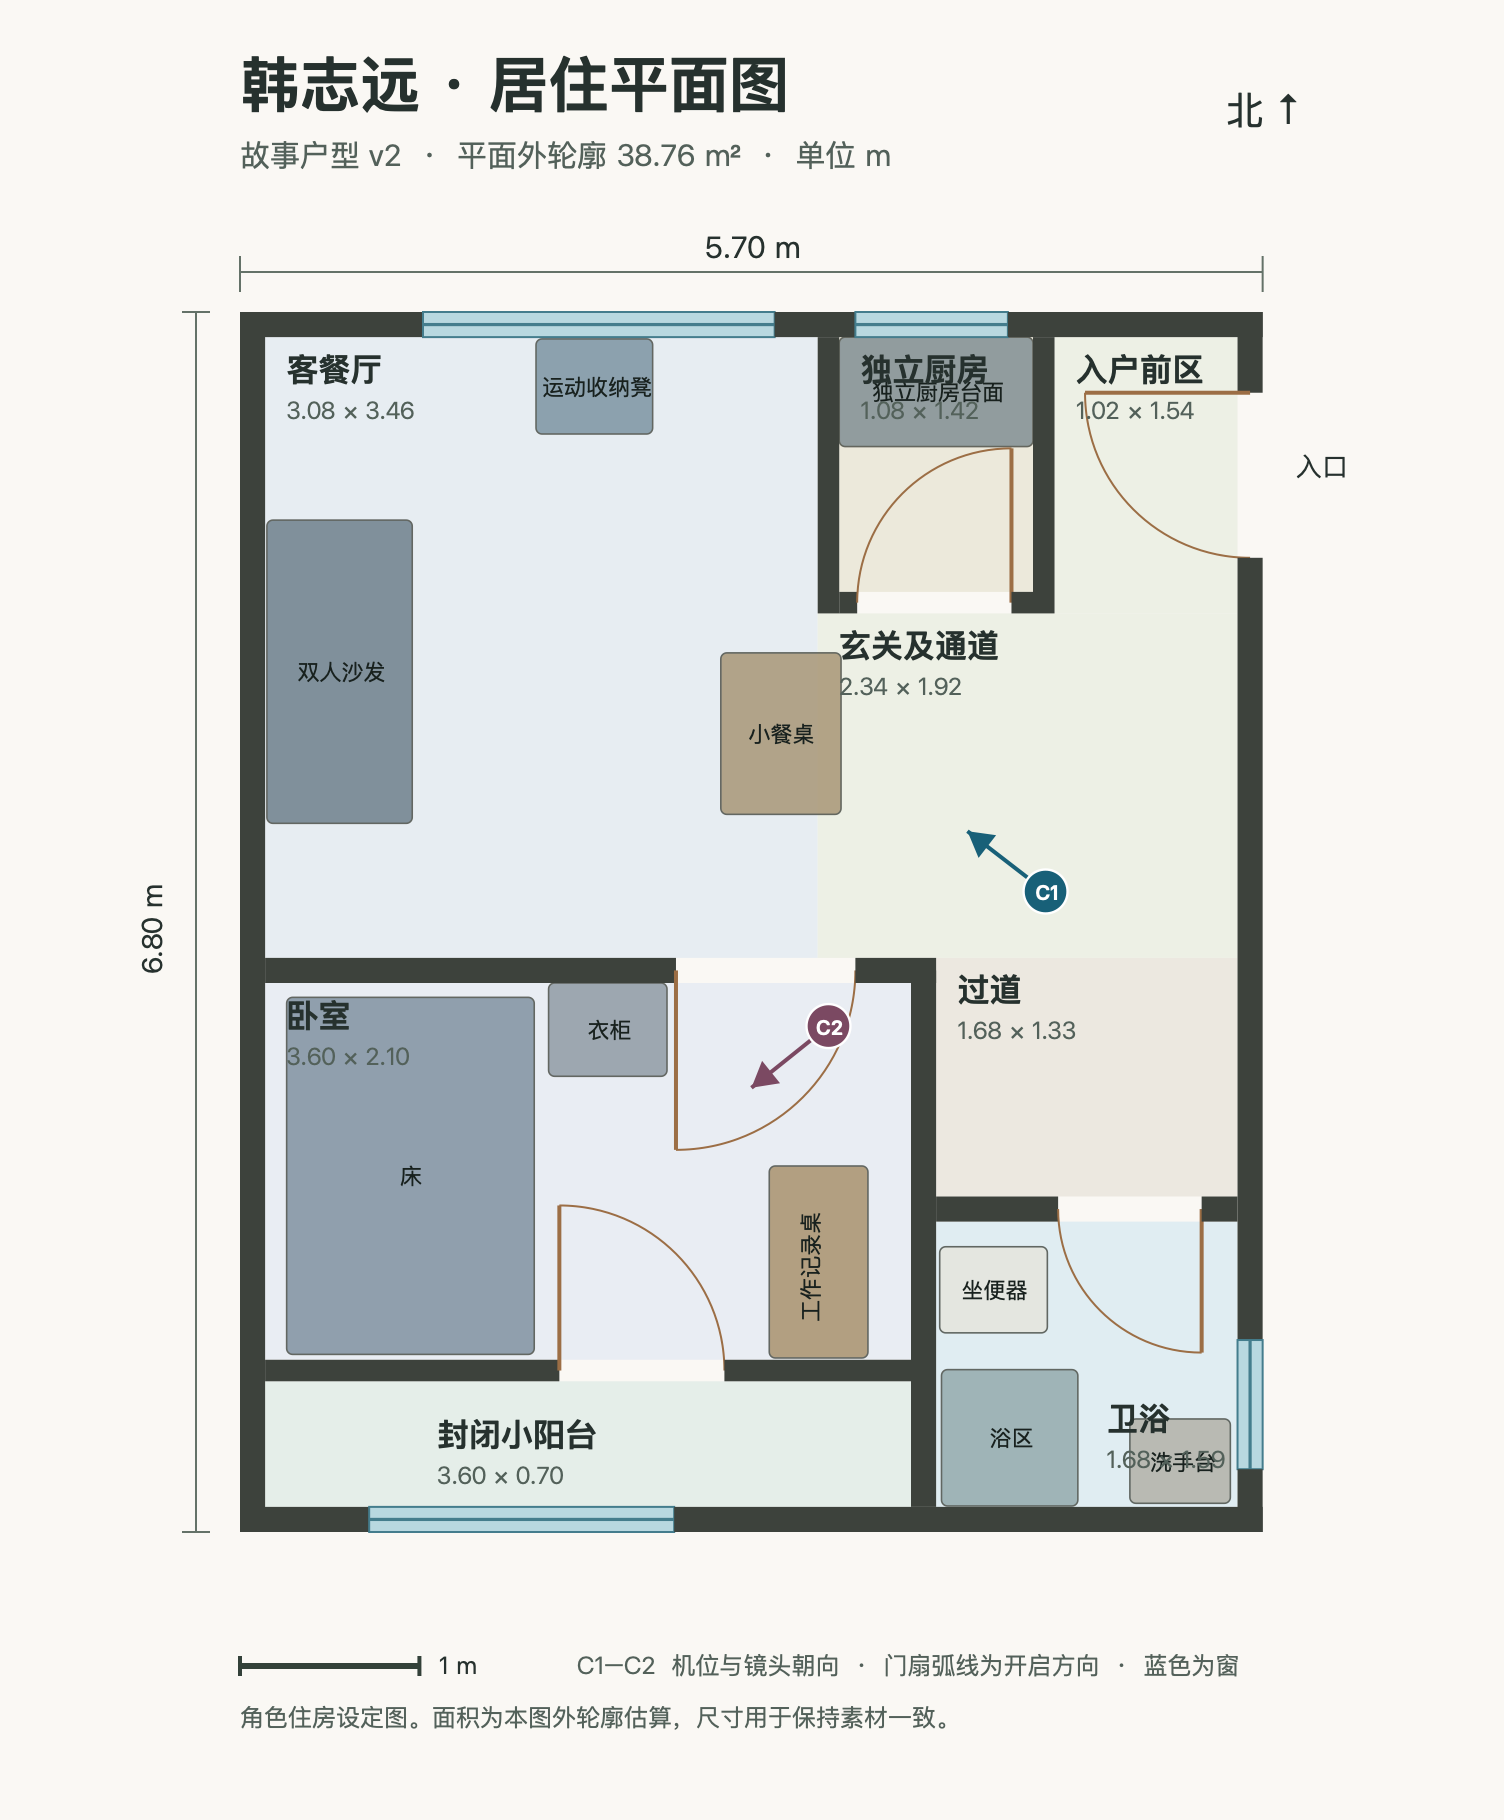 韩志远 · 居住平面图
北 ↑
故事户型 v2 · 平面外轮廓 38.76 m² · 单位 m
5.70 m
6.80 m
客餐厅
3.08 × 3.46
运动收纳凳
独立厨房
独立厨房台面
1.08 × 1.42
入户前区
1.02 × 1.54
入口
双人沙发
玄关及通道
2.34 × 1.92
小餐桌
C1
卧室
3.60 × 2.10
衣柜
C2
过道
1.68 × 1.33
床
工作记录桌
坐便器
浴区
卫浴
1.68 × 1.59
洗手台
封闭小阳台
3.60 × 0.70
1 m
C1—C2 机位与镜头朝向 · 门扇弧线为开启方向 · 蓝色为窗
角色住房设定图。面积为本图外轮廓估算，尺寸用于保持素材一致。